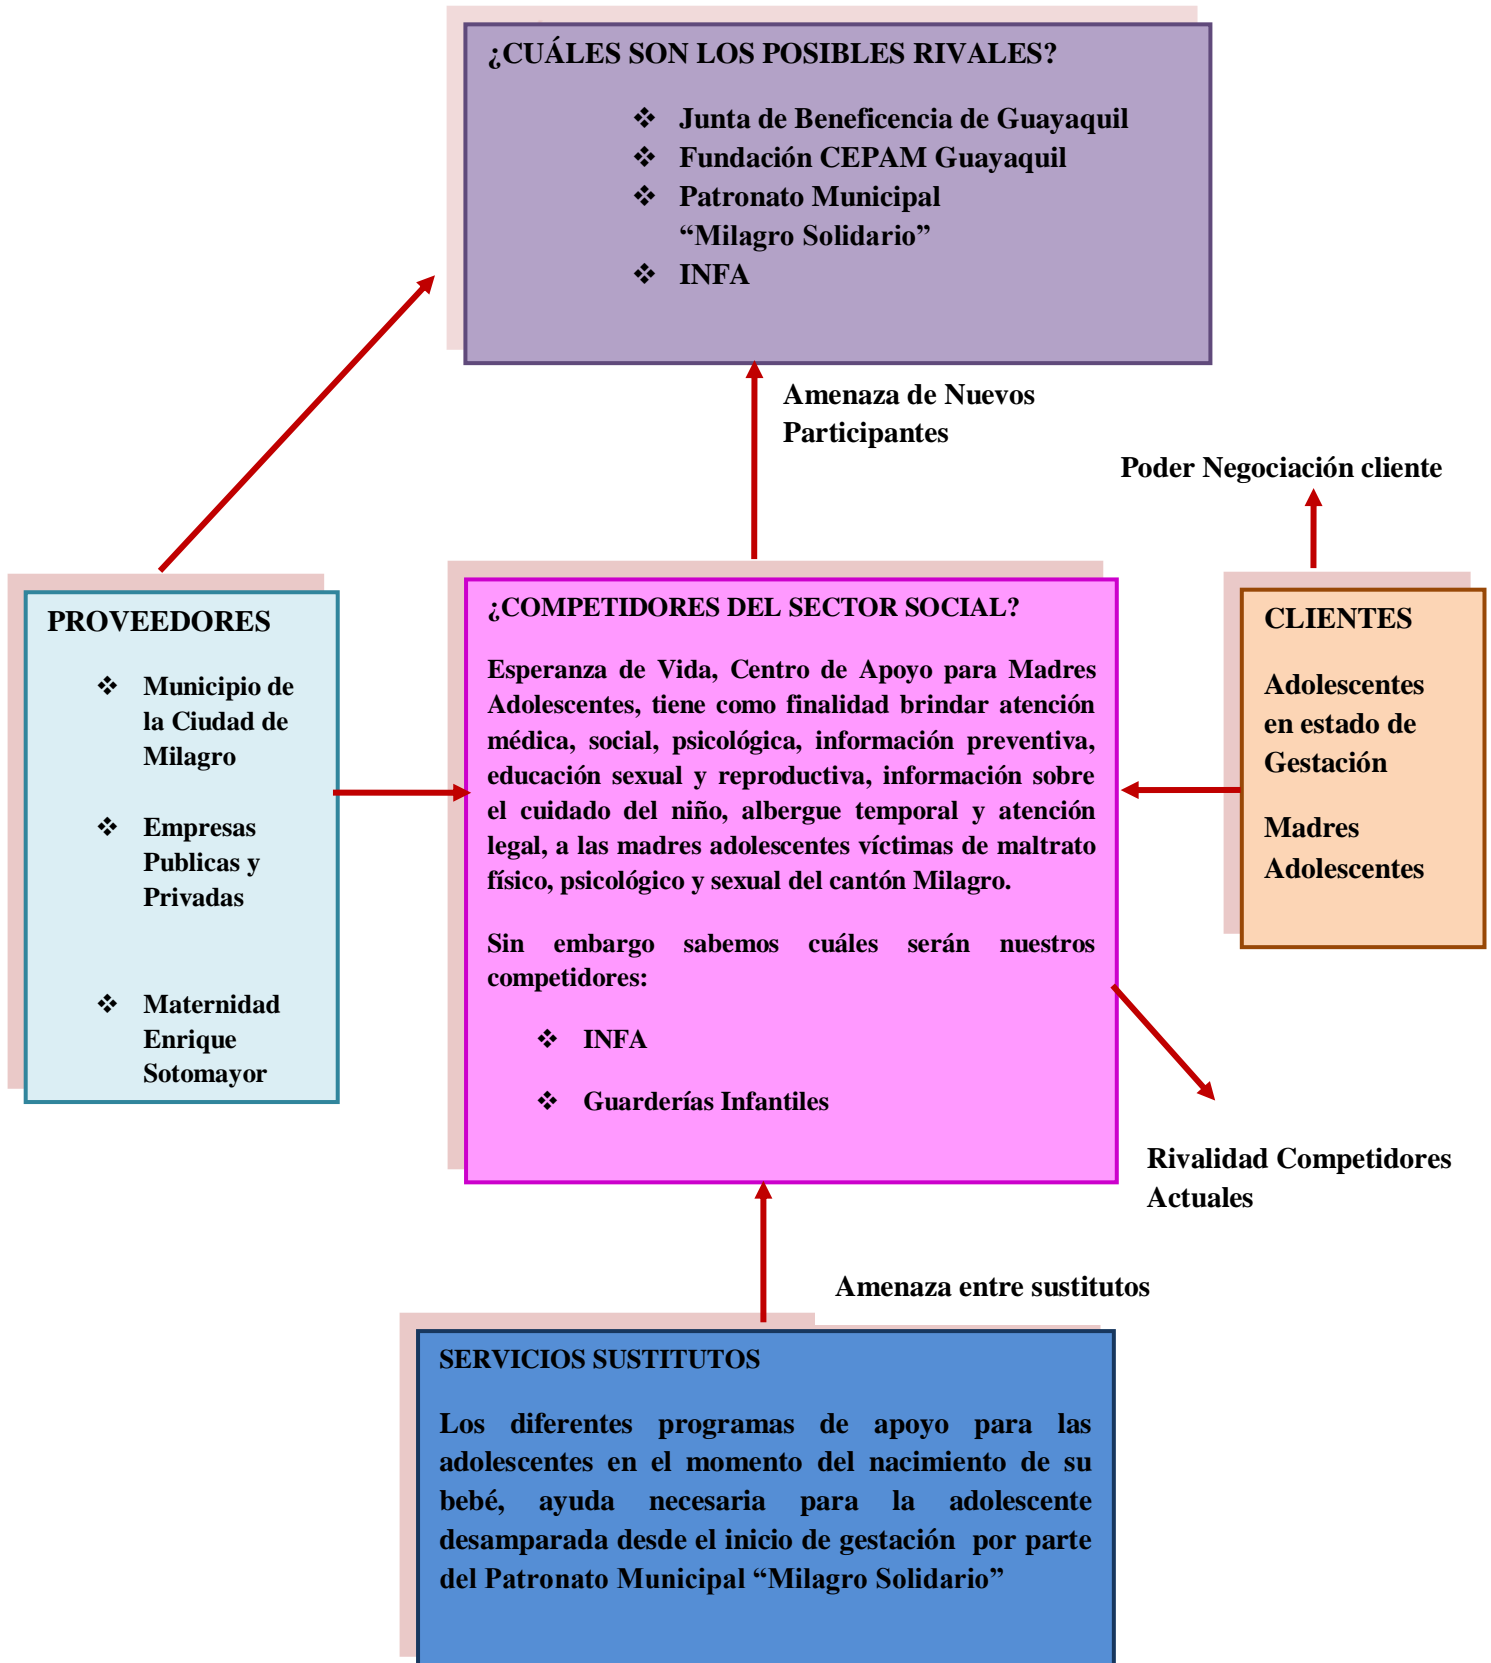 ¿CUÁLES SON LOS POSIBLES RIVALES?
❖ Junta de Beneficencia de Guayaquil
❖ Fundación CEPAM Guayaquil
❖ Patronato Municipal
“Milagro Solidario”
❖ INFA
Amenaza de Nuevos
Participantes
Poder Negociación cliente
PROVEEDORES
❖ Municipio de
la Ciudad de
Milagro
❖ Empresas
Publicas y
Privadas
❖ Maternidad
Enrique
Sotomayor
¿COMPETIDORES DEL SECTOR SOCIAL?
Esperanza de Vida, Centro de Apoyo para Madres
Adolescentes, tiene como finalidad brindar atención
médica, social, psicológica, información preventiva,
educación sexual y reproductiva, información sobre
el cuidado del niño, albergue temporal y atención
legal, a las madres adolescentes víctimas de maltrato
físico, psicológico y sexual del cantón Milagro.
Sin embargo sabemos cuáles serán nuestros
competidores:
❖ INFA
❖ Guarderías Infantiles
CLIENTES
Adolescentes
en estado de
Gestación
Madres
Adolescentes
Rivalidad Competidores
Actuales
Amenaza entre sustitutos
SERVICIOS SUSTITUTOS
Los diferentes programas de apoyo para las
adolescentes en el momento del nacimiento de su
bebé, ayuda necesaria para la adolescente
desamparada desde el inicio de gestación por parte
del Patronato Municipal “Milagro Solidario”